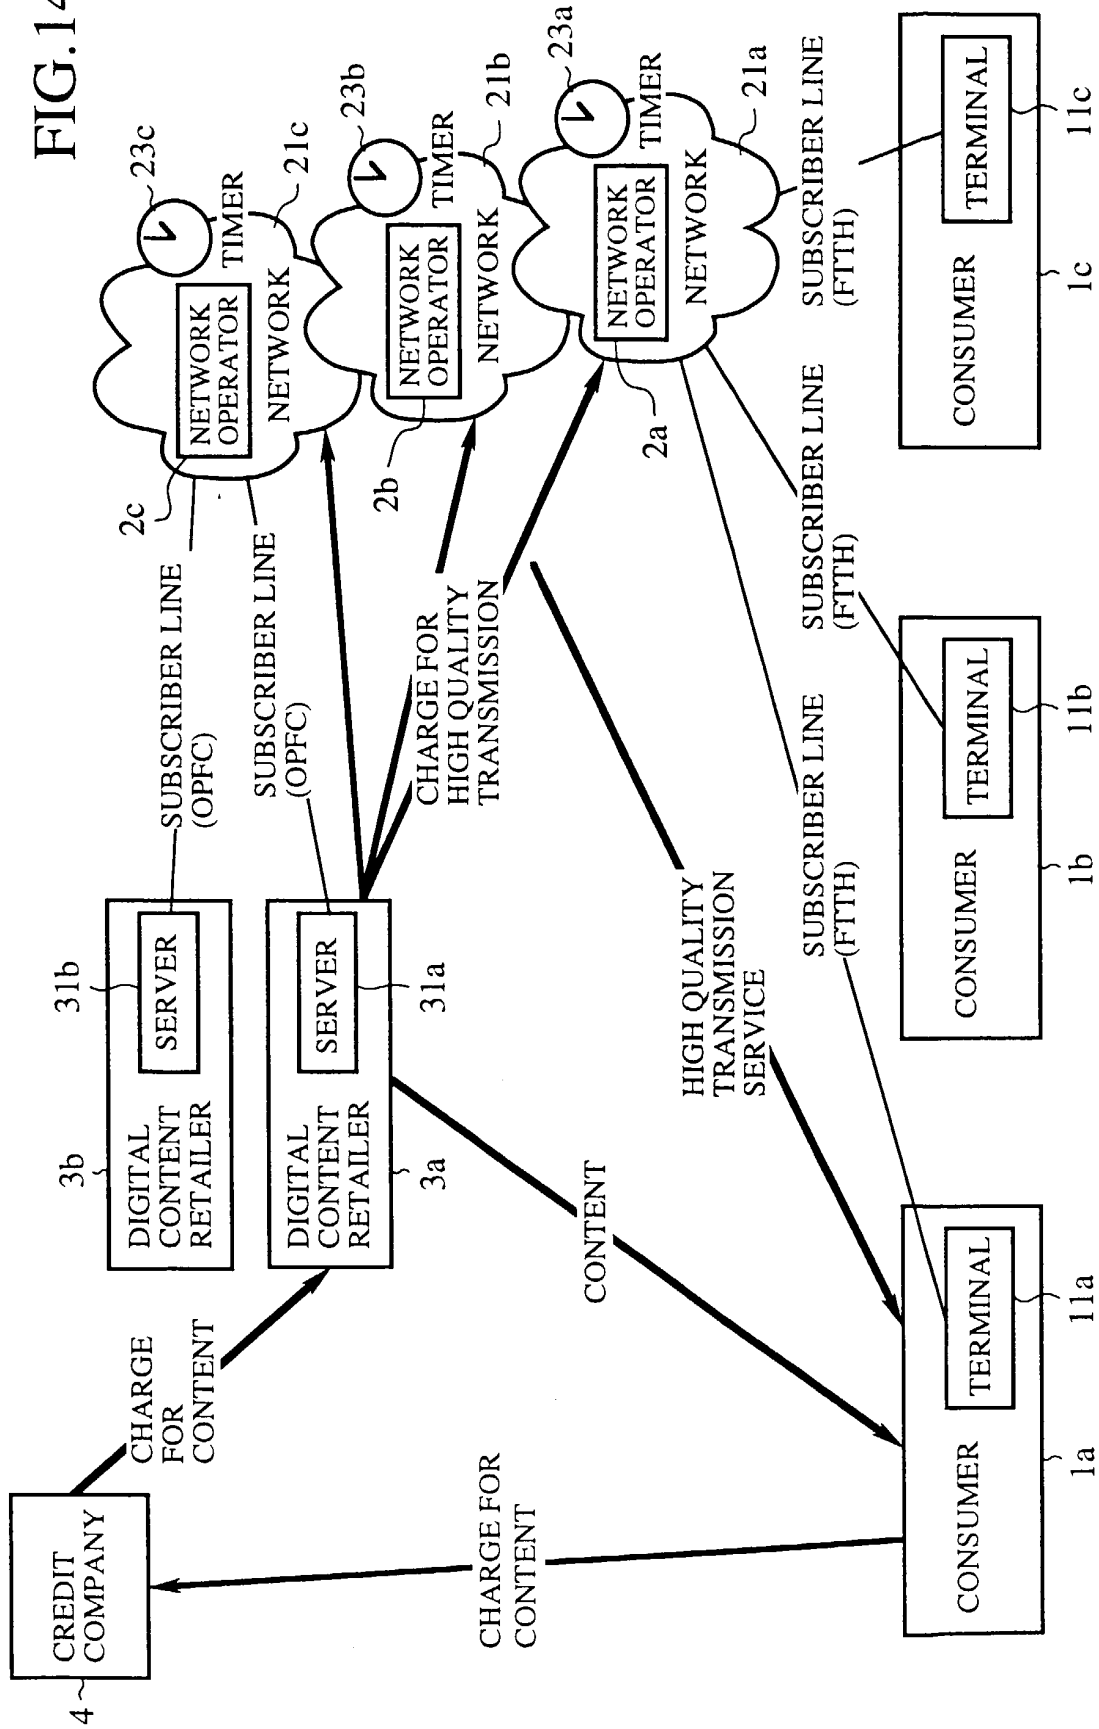 FIG.14
CREDIT
COMPANY
4
CHARGE
FOR
CONTENT
CHARGE FOR
CONTENT
3b
DIGITAL
CONTENT
RETAILER
31b
SERVER
DIGITAL
CONTENT
RETAILER
3a
SERVER
31a
SUBSCRIBER LINE
(OPFC)
SUBSCRIBER LINE
(OPFC)
CHARGE FOR
HIGH QUALITY
TRANSMISSION
CONTENT
HIGH QUALITY
TRANSMISSION
SERVICE
2c
NETWORK
OPERATOR
NETWORK
23c
TIMER
21c
2b
NETWORK
OPERATOR
NETWORK
23b
TIMER
21b
2a
NETWORK
OPERATOR
NETWORK
23a
TIMER
21a
SUBSCRIBER LINE
(FTTH)
SUBSCRIBER LINE
(FTTH)
SUBSCRIBER LINE
(FTTH)
CONSUMER
1a
TERMINAL
11a
CONSUMER
1b
TERMINAL
11b
CONSUMER
1c
TERMINAL
11c